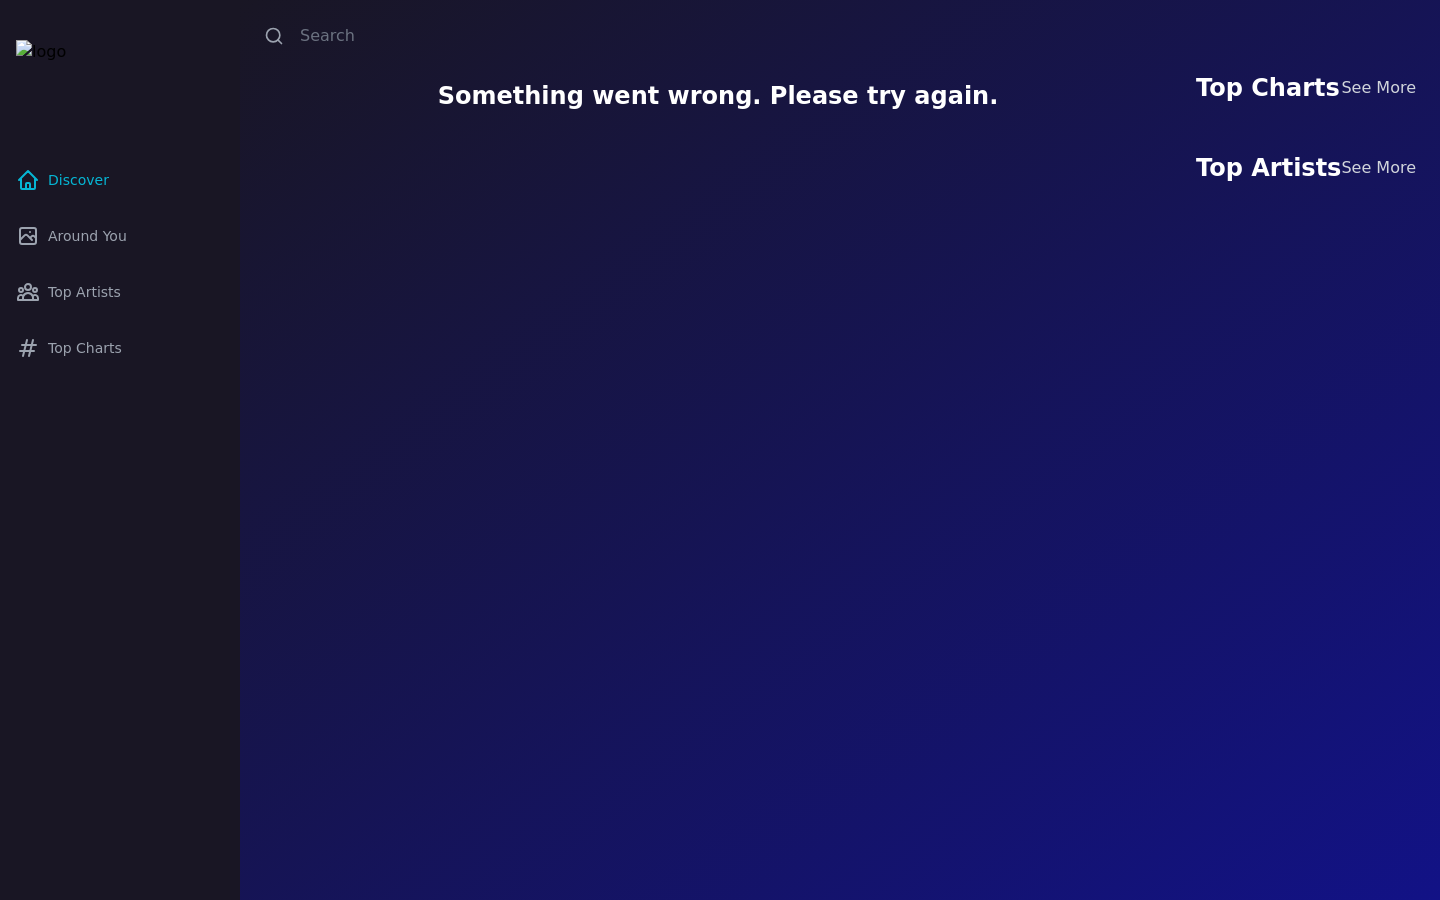 logo
Discover
Around You
Top Artists
Top Charts
Search
Something went wrong. Please try again.
Top Charts See More
Top Artists See More